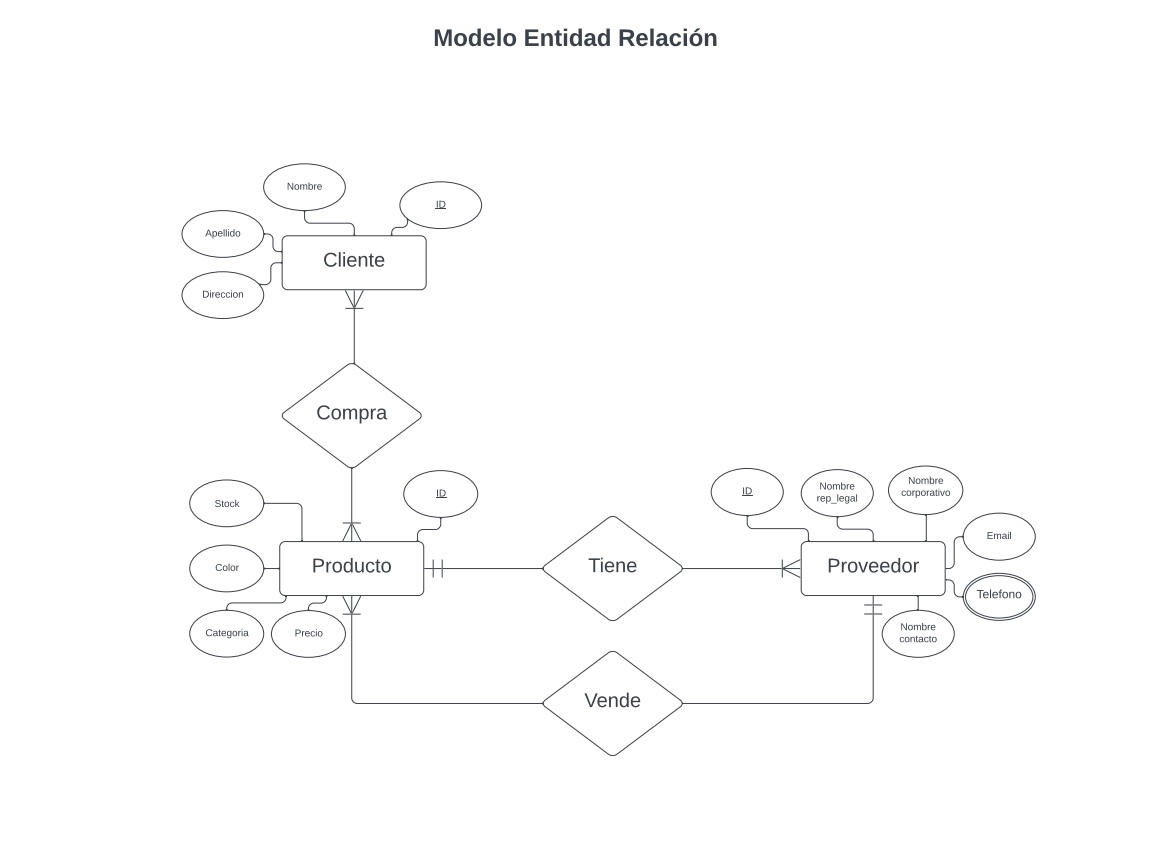 Modelo Entidad Relación
Nombre
ID
Apellido
Cliente
Direccion
Compra
Stock
ID
Color
Producto
Categoria
Precio
Tiene
ID
Nombre
rep_legal
Nombre
corporativo
Email
Proveedor
Telefono
Nombre
contacto
Vende